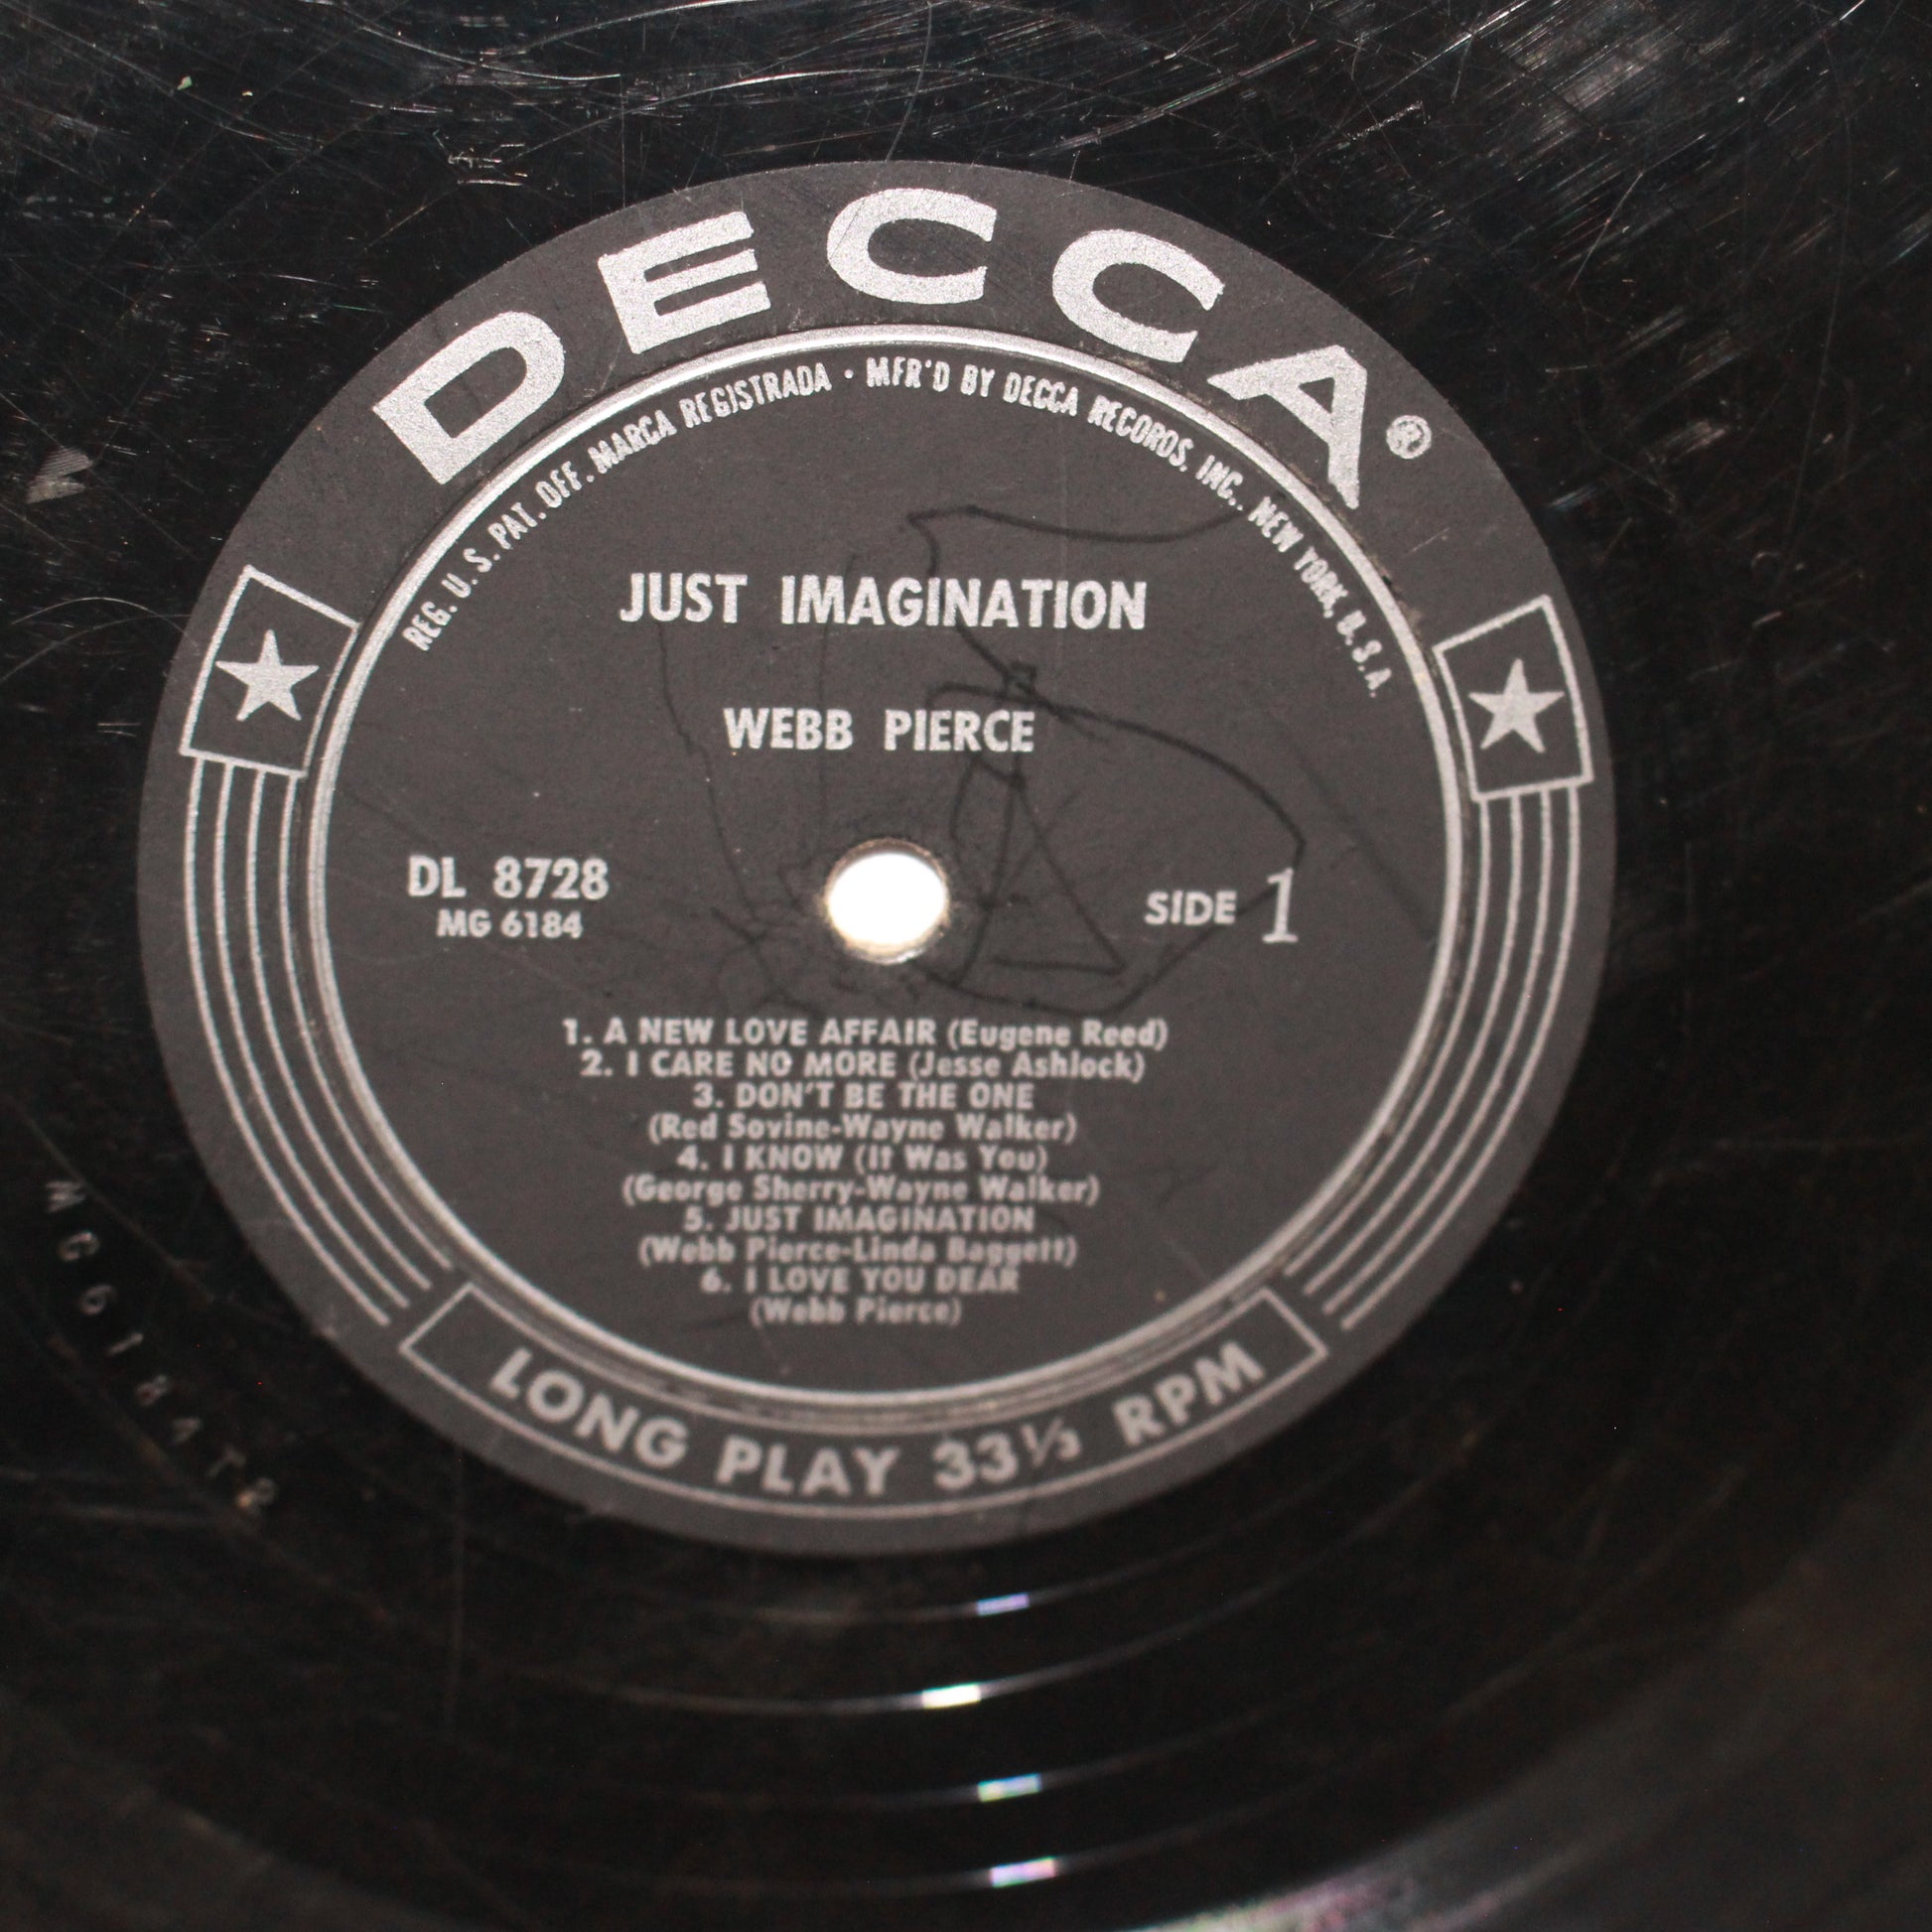 DECCA®
REG. U. S. PAT. OFF. MARCA REGISTRADA • MFR'D BY DECCA RECORDS, INC., NEW YORK, U. S. A.
JUST IMAGINATION
WEBB PIERCE
DL 8728
MG 6184
SIDE 1
1. A NEW LOVE AFFAIR (Eugene Reed)
2. I CARE NO MORE (Jesse Ashlock)
3. DON'T BE THE ONE
(Red Sovine-Wayne Walker)
4. I KNOW (It Was You)
(George Sherry-Wayne Walker)
5. JUST IMAGINATION
(Webb Pierce-Linda Baggett)
6. I LOVE YOU DEAR
(Webb Pierce)
LONG PLAY 33⅓ RPM